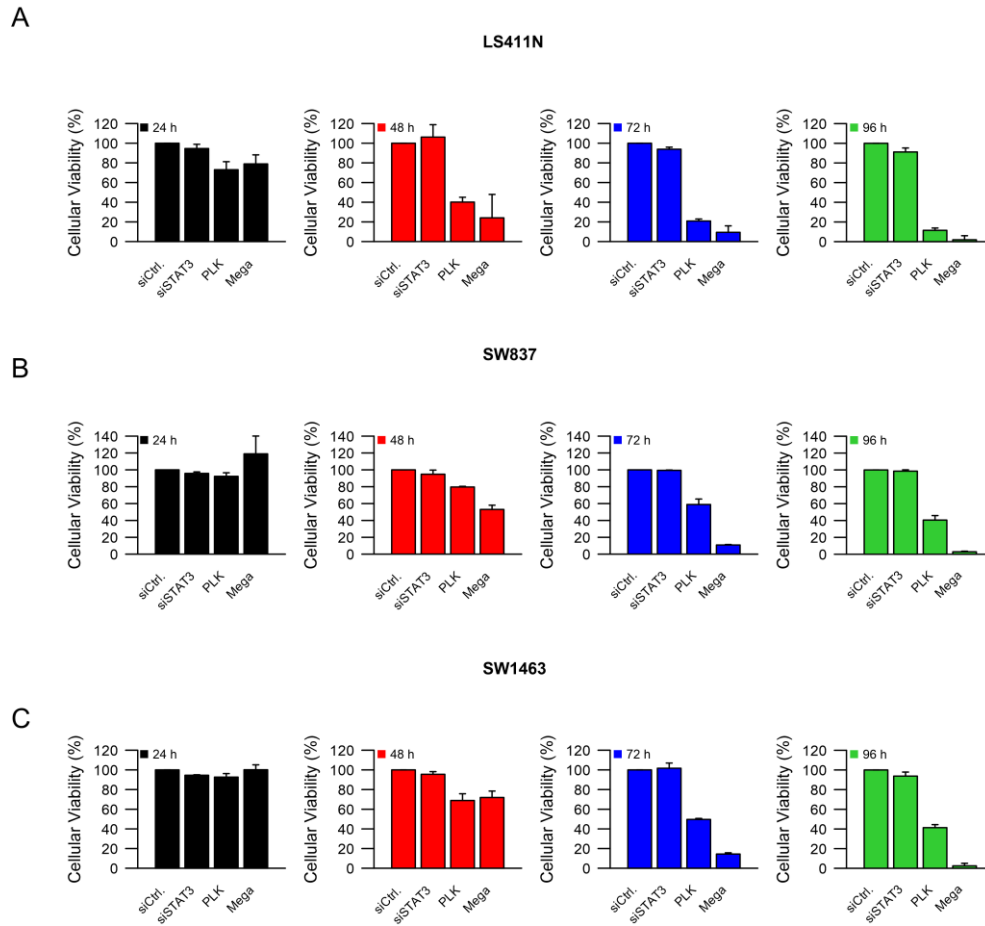 A
LS411N
Cellular Viability (%)
120
100
80
60
40
20
0
24 h
siCtrl.
siSTAT3
PLK
Mega
Cellular Viability (%)
120
100
80
60
40
20
0
48 h
siCtrl.
siSTAT3
PLK
Mega
Cellular Viability (%)
120
100
80
60
40
20
0
72 h
siCtrl.
siSTAT3
PLK
Mega
Cellular Viability (%)
120
100
80
60
40
20
0
96 h
siCtrl.
siSTAT3
PLK
Mega
B
SW837
Cellular Viability (%)
140
120
100
80
60
40
20
0
24 h
siCtrl.
siSTAT3
PLK
Mega
Cellular Viability (%)
140
120
100
80
60
40
20
0
48 h
siCtrl.
siSTAT3
PLK
Mega
Cellular Viability (%)
140
120
100
80
60
40
20
0
72 h
siCtrl.
siSTAT3
PLK
Mega
Cellular Viability (%)
140
120
100
80
60
40
20
0
96 h
siCtrl.
siSTAT3
PLK
Mega
SW1463
C
Cellular Viability (%)
120
100
80
60
40
20
0
24 h
siCtrl.
siSTAT3
PLK
Mega
Cellular Viability (%)
120
100
80
60
40
20
0
48 h
siCtrl.
siSTAT3
PLK
Mega
Cellular Viability (%)
120
100
80
60
40
20
0
72 h
siCtrl.
siSTAT3
PLK
Mega
Cellular Viability (%)
120
100
80
60
40
20
0
96 h
siCtrl.
siSTAT3
PLK
Mega